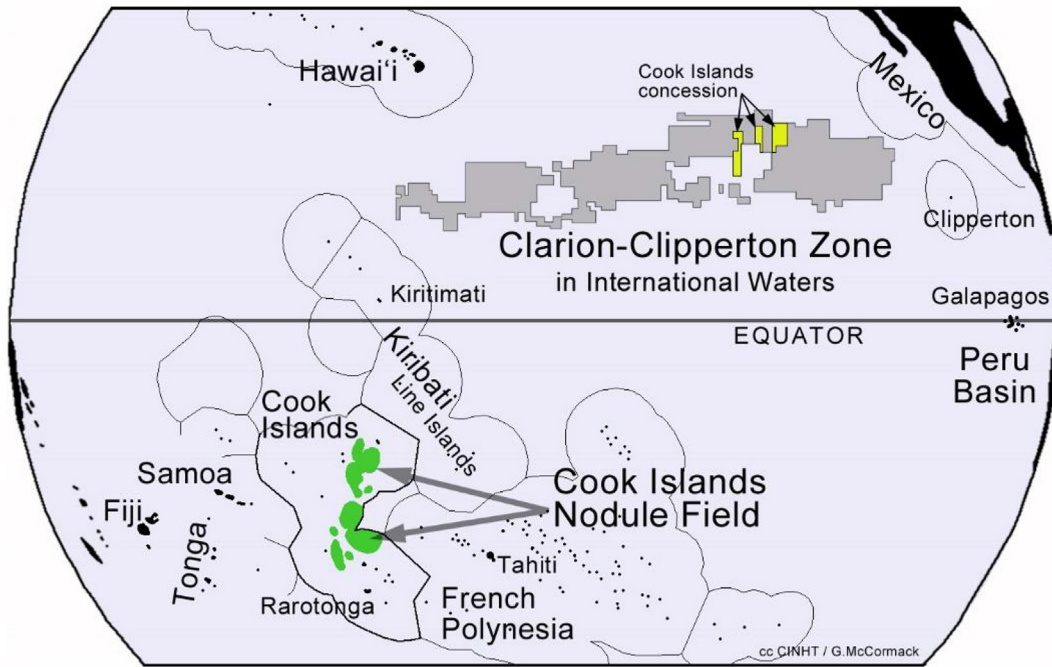 Hawai‘i
Cook Islands
concession
Mexico
Clipperton
Clarion-Clipperton Zone
in International Waters
Kiritimati
Galapagos
EQUATOR
Kiribati
Line Islands
Peru
Basin
Cook
Islands
Samoa
Fiji
Tonga
Cook Islands
Nodule Field
Tahiti
Rarotonga
French
Polynesia
cc CINHT / G.McCormack